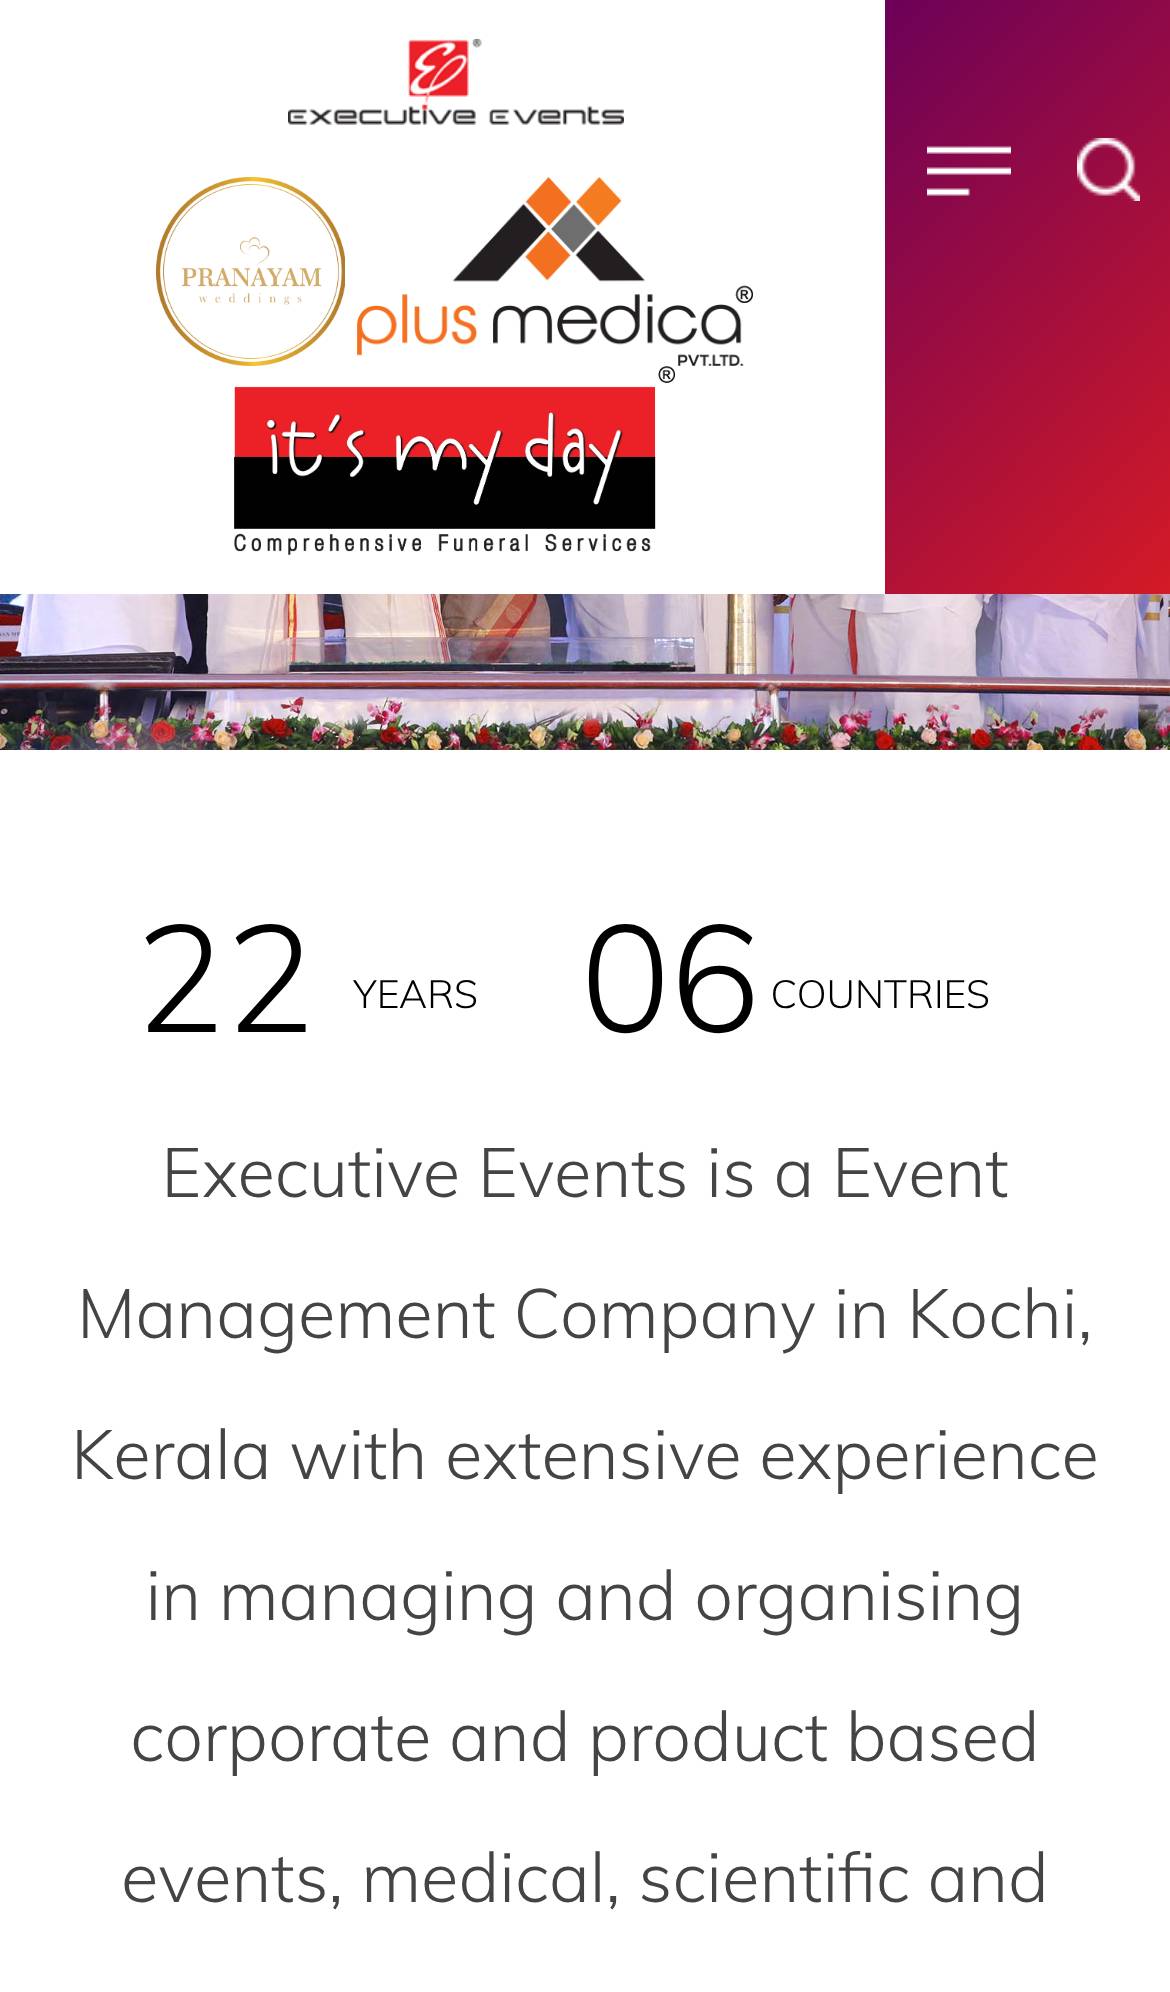 ®
executive events
PRANAYAM
weddings
plus medica®
PVT.LTD.
®
it's my day
Comprehensive Funeral Services
22 YEARS 06 COUNTRIES
Executive Events is a Event
Management Company in Kochi,
Kerala with extensive experience
in managing and organising
corporate and product based
events, medical, scientific and